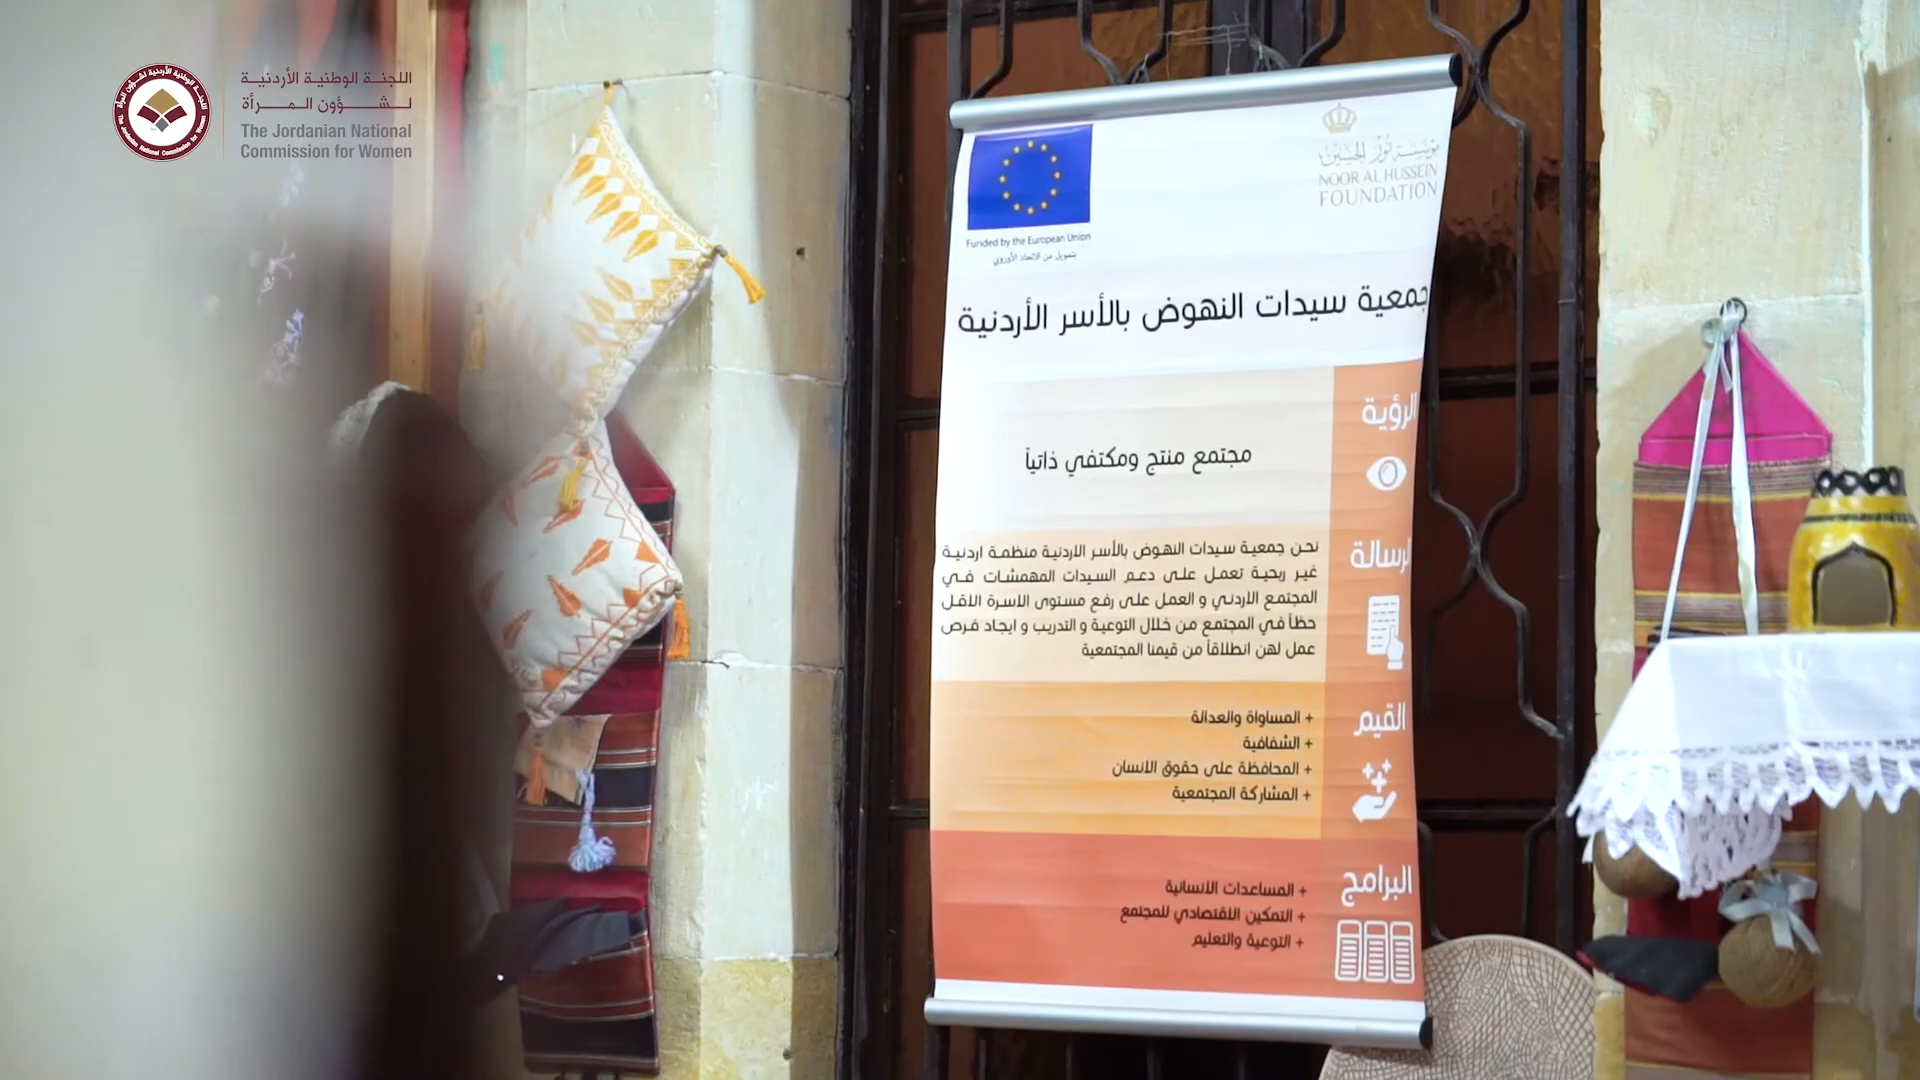 اللجنة الوطنية الأردنية
لشؤون المرأة
The Jordanian National
Commission for Women
مؤسسة نور الحسين
NOOR AL HUSSEIN
FOUNDATION
Funded by the European Union
بتمويل من الاتحاد الأوروبي
جمعية سيدات النهوض بالأسر الأردنية
الرؤية
مجتمع منتج ومكتفي ذاتياً
الرسالة
نحن جمعية سيدات النهوض بالأسر الاردنية منظمة اردنية
غير ربحية تعمل على دعم السيدات المهمشات في
المجتمع الاردني و العمل على رفع مستوى الاسرة الاقل
حظاً في المجتمع من خلال التوعية و التدريب و ايجاد فرص
عمل لهن انطلاقاً من قيمنا المجتمعية
القيم
+ المساواة والعدالة
+ الشفافية
+ المحافظة على حقوق الانسان
+ المشاركة المجتمعية
البرامج
+ المساعدات الانسانية
+ التمكين الاقتصادي للمجتمع
+ التوعية والتعليم